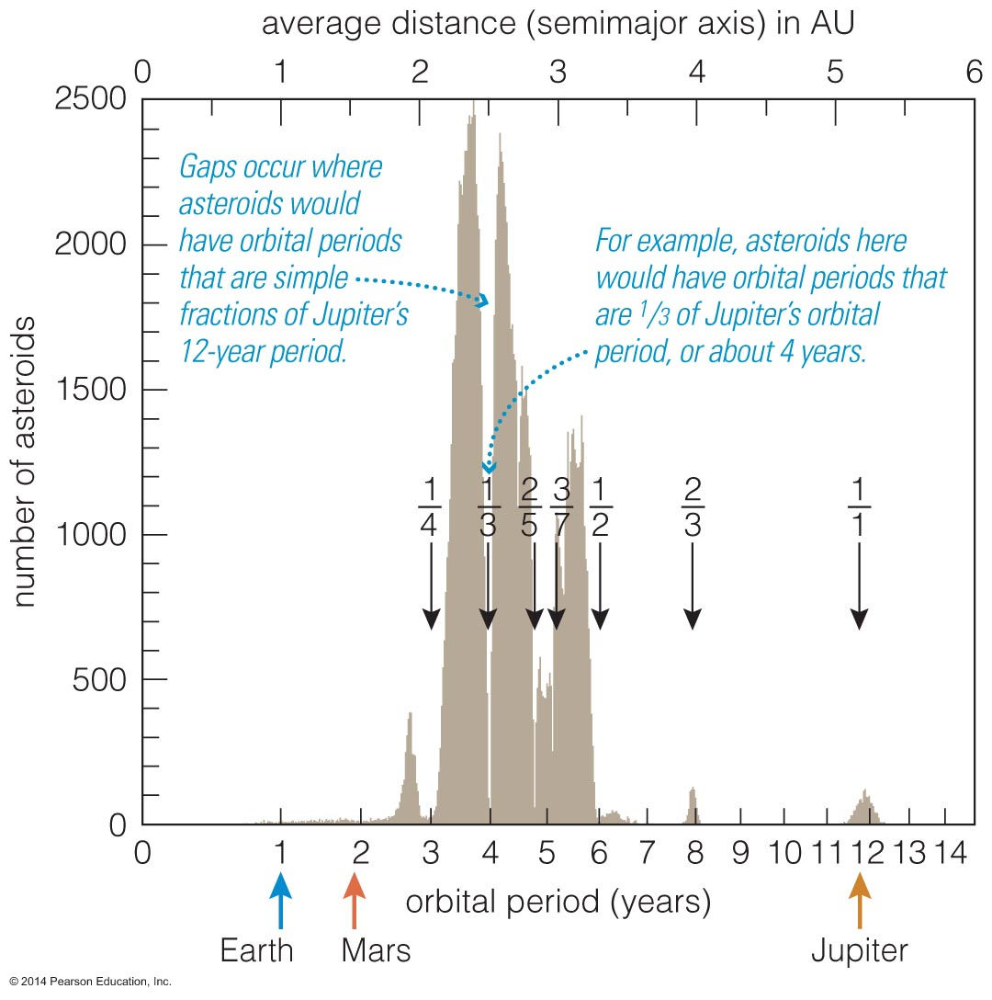 average distance (semimajor axis) in AU
0 1 2 3 4 5 6
2500
2000
1500
1000
500
0
number of asteroids
Gaps occur where
asteroids would
have orbital periods
that are simple
fractions of Jupiter's
12-year period.
For example, asteroids here
would have orbital periods that
are 1/3 of Jupiter's orbital
period, or about 4 years.
1/4 1/3 2/5 3/7 1/2 2/3 1/1
0 1 2 3 4 5 6 7 8 9 10 11 12 13 14
orbital period (years)
Earth Mars Jupiter
© 2014 Pearson Education, Inc.